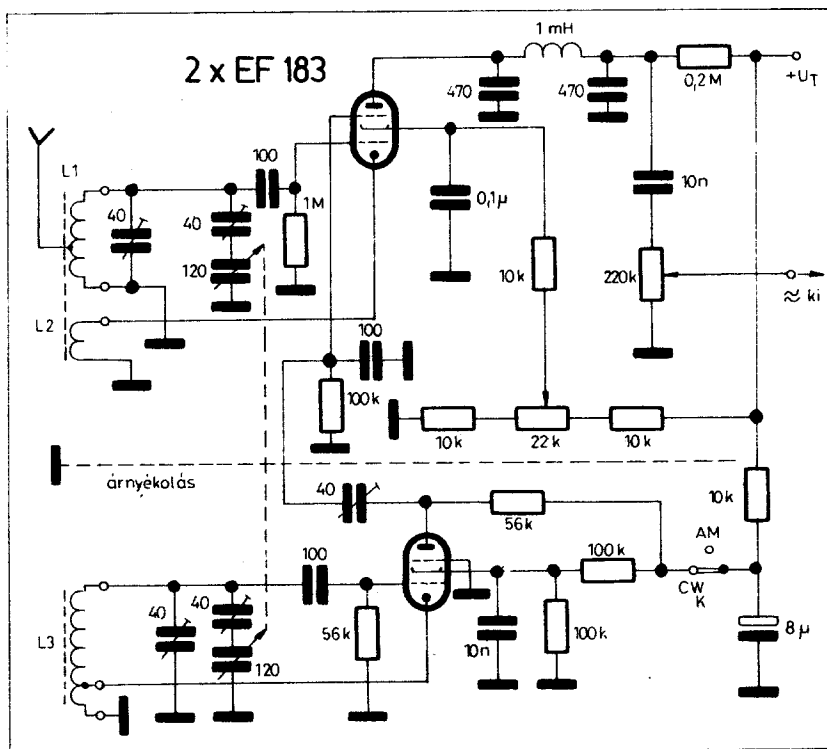 1 mH
2 x EF 183
470
470
0,2M
+U_T
L1
100
40
40
1M
0,1µ
10n
120
10k
220k
≈ ki
L2
100
100k
10k
22k
10k
árnyékolás
40
56k
10k
AM
100
100k
CW
K
40
40
L3
120
56k
10n
100k
8µ